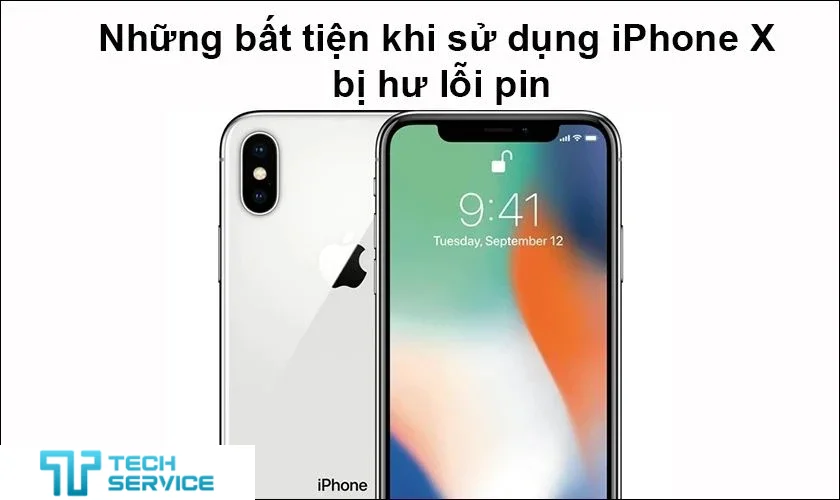 Những bất tiện khi sử dụng iPhone X
bị hư lỗi pin
9:41
Tuesday, September 12
iPhone
TECH
SERVICE